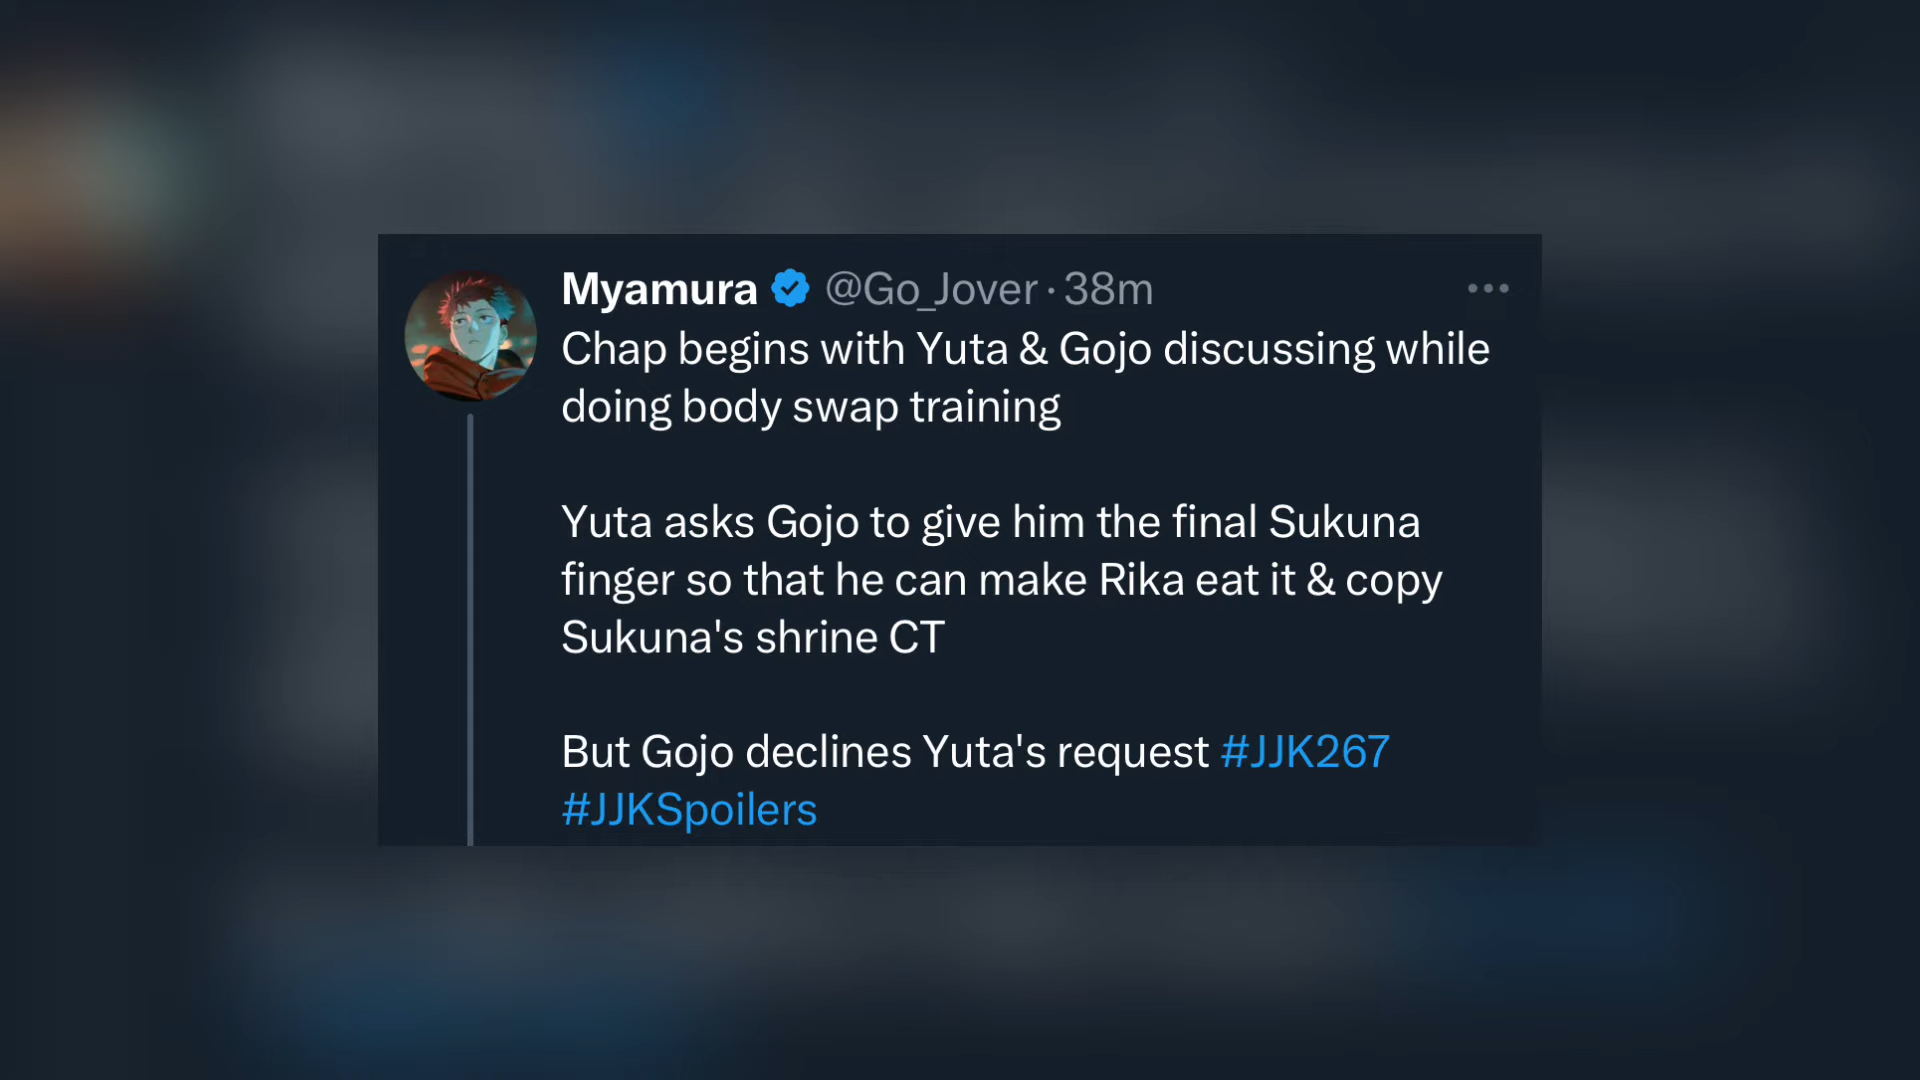 Myamura @Go_Jover · 38m
Chap begins with Yuta & Gojo discussing while
doing body swap training
Yuta asks Gojo to give him the final Sukuna
finger so that he can make Rika eat it & copy
Sukuna's shrine CT
But Gojo declines Yuta's request #JJK267
#JJKSpoilers